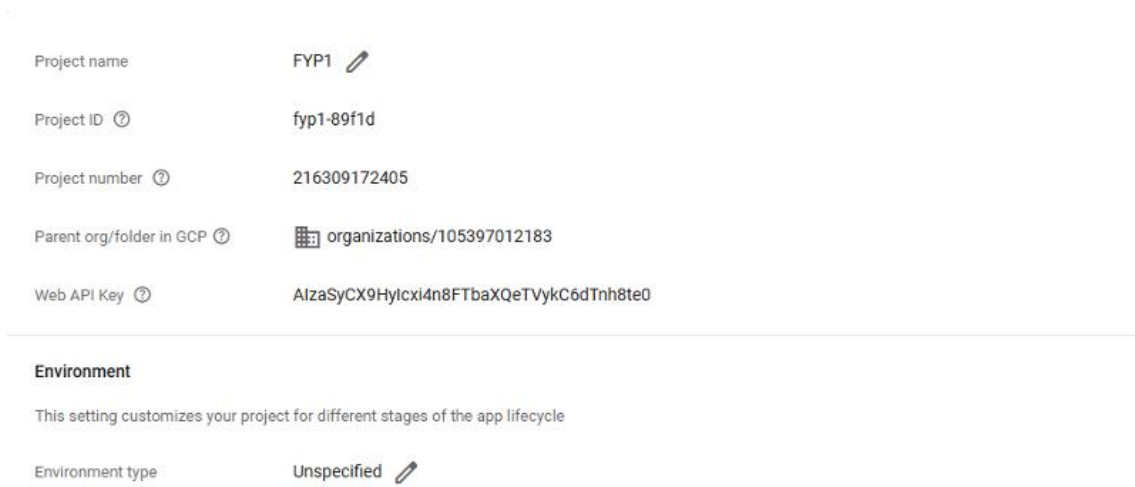 Project name FYP1
Project ID fyp1-89f1d
Project number 216309172405
Parent org/folder in GCP organizations/105397012183
Web API Key AIzaSyCX9HyIcxi4n8FTbaXQeTVykC6dTnh8te0
Environment
This setting customizes your project for different stages of the app lifecycle
Environment type Unspecified